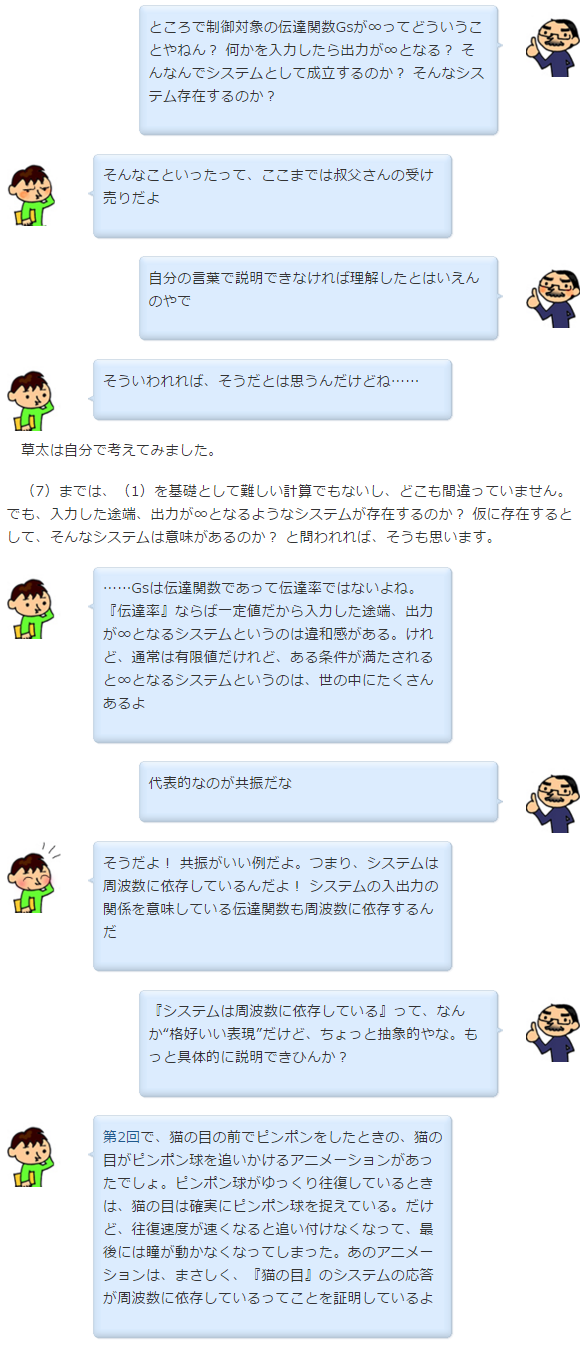 ところで制御対象の伝達関数Gsが∞ってどういうこ
とやねん？ 何かを入力したら出力が∞となる？ そ
んなんでシステムとして成立するのか？ そんなシス
テム存在するのか？
そんなこといったって、ここまでは叔父さんの受け
売りだよ
自分の言葉で説明できなければ理解したとはいえん
のやで
そういわれれば、そうだとは思うんだけどね……
草太は自分で考えてみました。
（7）までは、（1）を基礎として難しい計算でもないし、どこも間違っていません。
でも、入力した途端、出力が∞となるようなシステムが存在するのか？ 仮に存在すると
して、そんなシステムは意味があるのか？ と問われれば、そうも思います。
……Gsは伝達関数であって伝達率ではないよね。
『伝達率』ならば一定値だから入力した途端、出力
が∞となるシステムというのは違和感がある。けれ
ど、通常は有限値だけれど、ある条件が満たされる
と∞となるシステムというのは、世の中にたくさん
あるよ
代表的なのが共振だな
そうだよ！ 共振がいい例だよ。つまり、システムは
周波数に依存しているんだよ！ システムの入出力の
関係を意味している伝達関数も周波数に依存するん
だ
『システムは周波数に依存している』って、なん
か“格好いい表現”だけど、ちょっと抽象的やな。も
っと具体的に説明できひんか？
第2回で、猫の目の前でピンポンをしたときの、猫の
目がピンポン球を追いかけるアニメーションがあっ
たでしょ。ピンポン球がゆっくり往復しているとき
は、猫の目は確実にピンポン球を捉えている。だけ
ど、往復速度が速くなると追い付けなくなって、最
後には瞳が動かなくなってしまった。あのアニメー
ションは、まさしく、『猫の目』のシステムの応答
が周波数に依存しているってことを証明しているよ